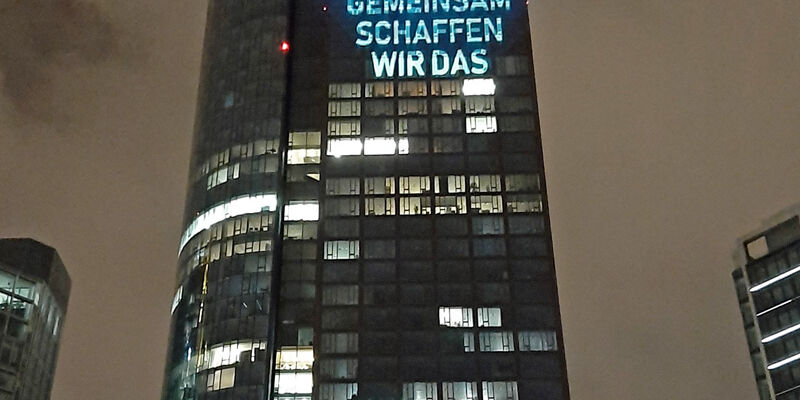 GEMEINSAM
SCHAFFEN
WIR DAS